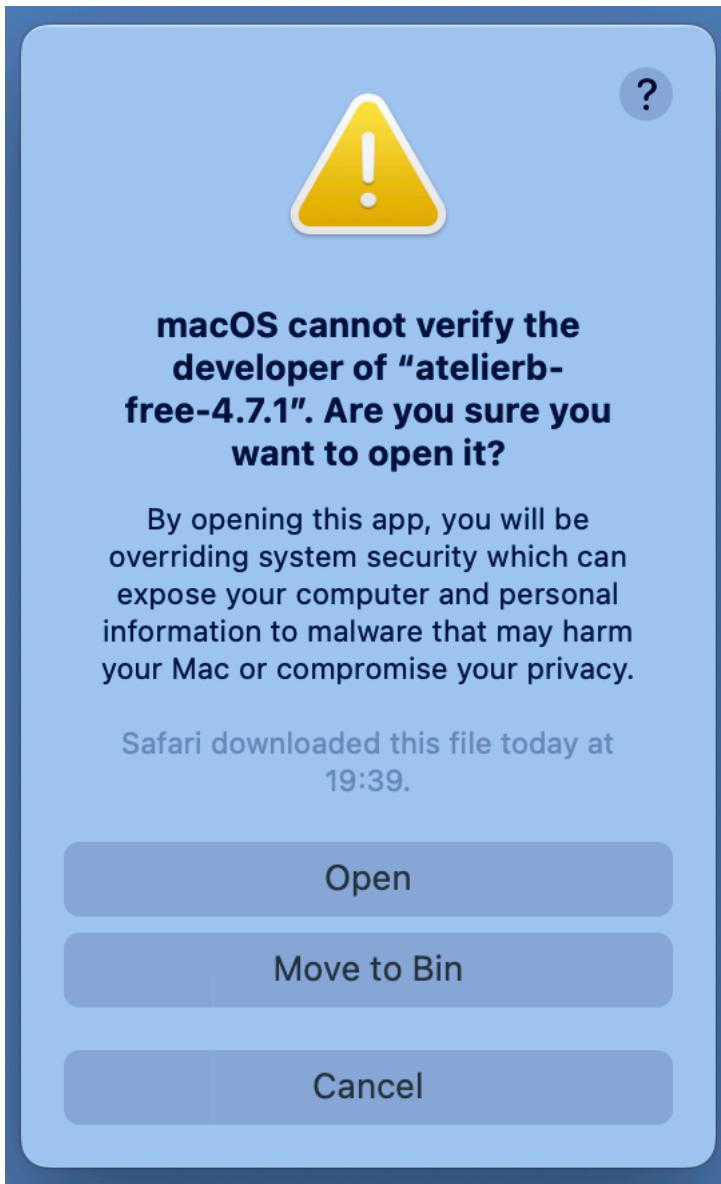 ?
macOS cannot verify the
developer of “atelierb-
free-4.7.1”. Are you sure you
want to open it?
By opening this app, you will be
overriding system security which can
expose your computer and personal
information to malware that may harm
your Mac or compromise your privacy.
Safari downloaded this file today at
19:39.
Open
Move to Bin
Cancel